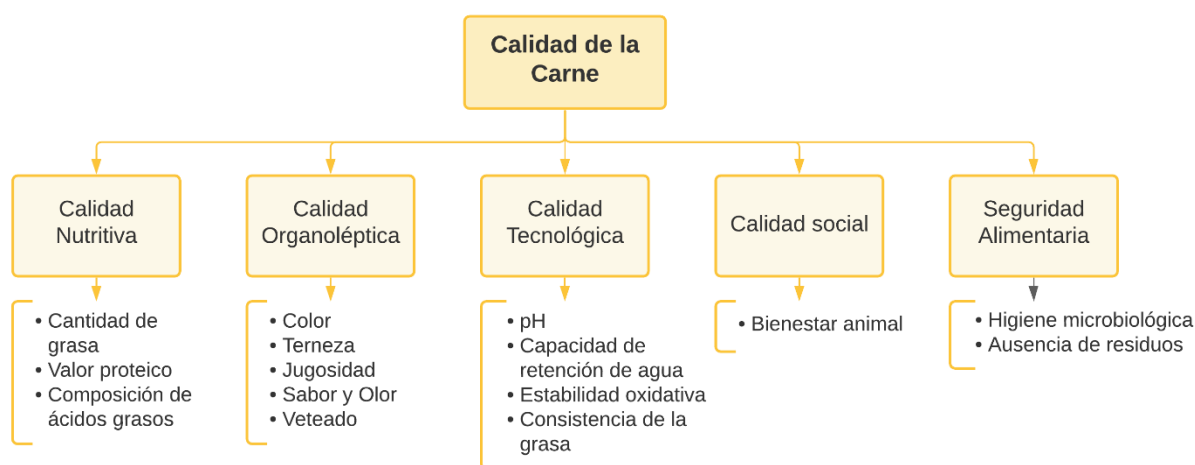 Calidad de la
Carne
Calidad
Nutritiva
Calidad
Organoléptica
Calidad
Tecnológica
Calidad social
Seguridad
Alimentaria
• Cantidad de
grasa
• Valor proteico
• Composición de
ácidos grasos
• Color
• Terneza
• Jugosidad
• Sabor y Olor
• Veteado
• pH
• Capacidad de
retención de agua
• Estabilidad oxidativa
• Consistencia de la
grasa
• Bienestar animal
• Higiene microbiológica
• Ausencia de residuos